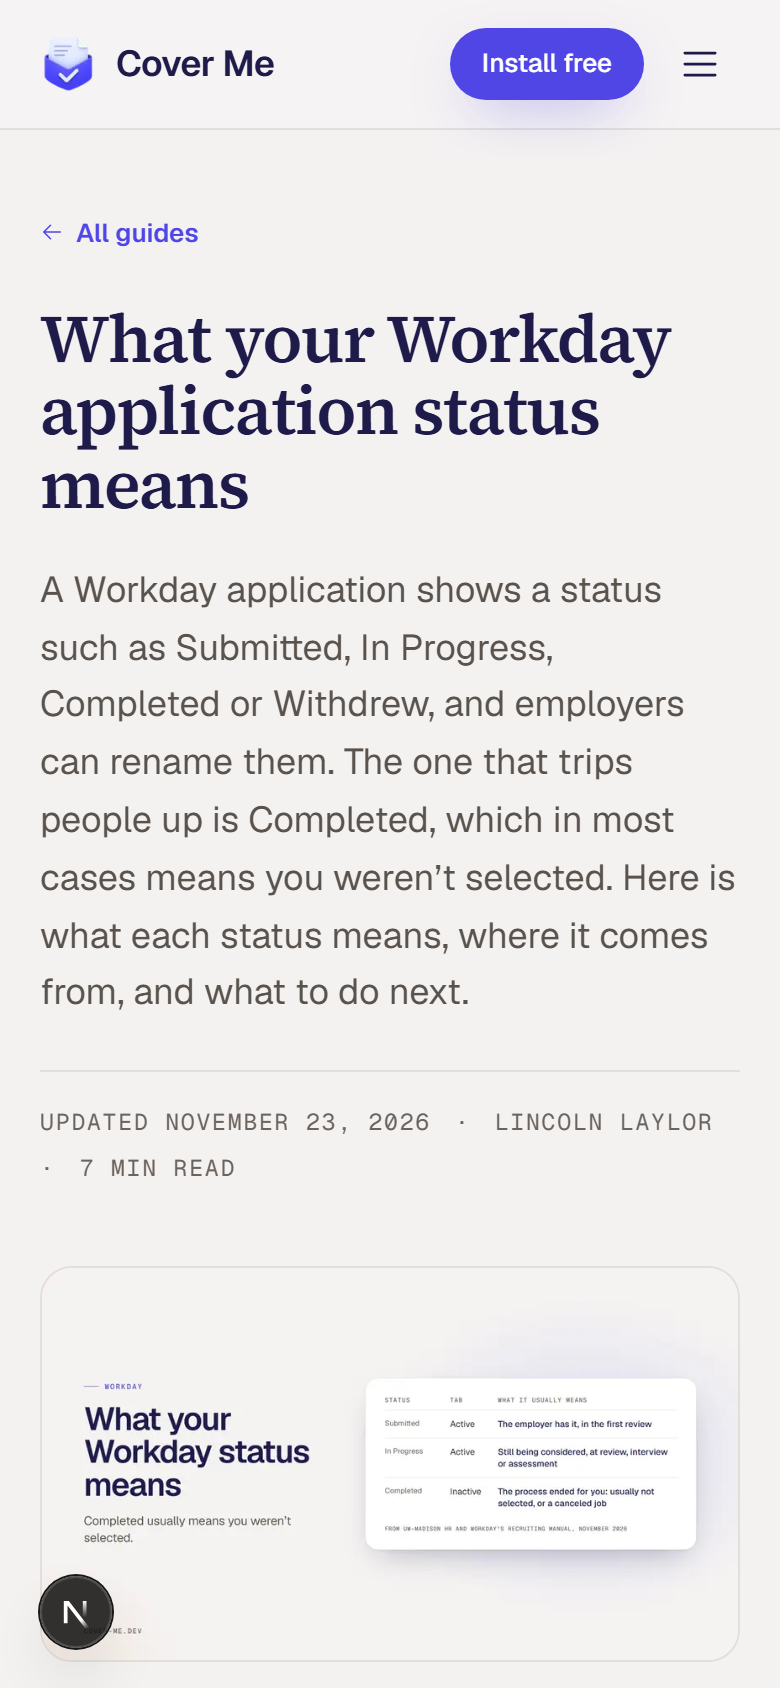 Cover Me
Install free
← All guides
What your Workday
application status
means
A Workday application shows a status
such as Submitted, In Progress,
Completed or Withdrew, and employers
can rename them. The one that trips
people up is Completed, which in most
cases means you weren’t selected. Here is
what each status means, where it comes
from, and what to do next.
UPDATED NOVEMBER 23, 2026 · LINCOLN LAYLOR
· 7 MIN READ
WORKDAY
What your
Workday status
means
Completed usually means you weren’t
selected.
STATUS TAB WHAT IT USUALLY MEANS
Submitted Active The employer has it, in the first review
In Progress Active Still being considered, at review, interview
or assessment
Completed Inactive The process ended for you: usually not
selected, or a canceled job
FROM UW-MADISON HR AND WORKDAY'S RECRUITING MANUAL, NOVEMBER 2026
N
-ME.DEV